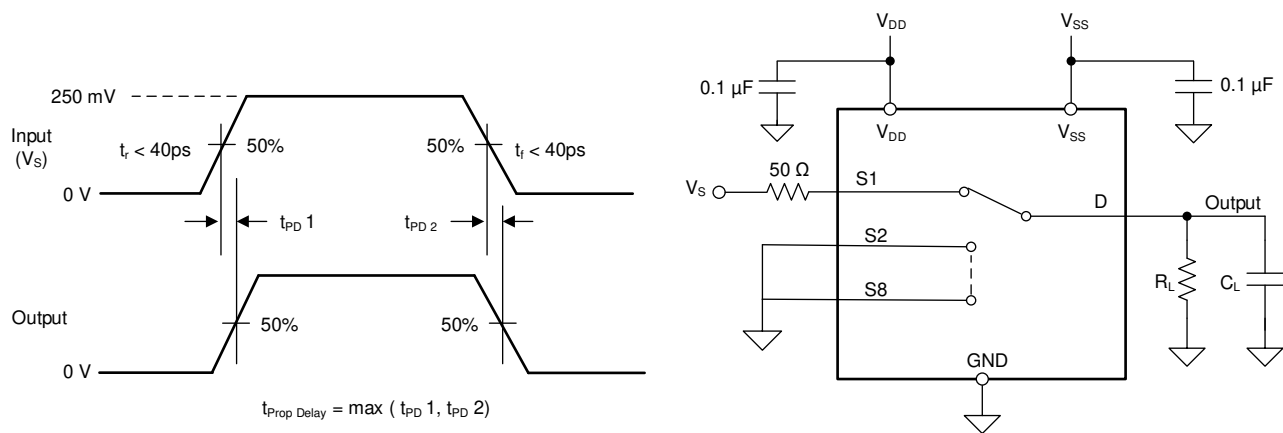 250 mV
Input
(VS)
tr < 40ps
50%
50%
tf < 40ps
0 V
tPD 1
tPD 2
Output
50%
50%
0 V
tProp Delay = max ( tPD 1, tPD 2)
VDD
VSS
0.1 µF
0.1 µF
VDD
VSS
50 Ω
VS
S1
D
Output
S2
S8
RL
CL
GND